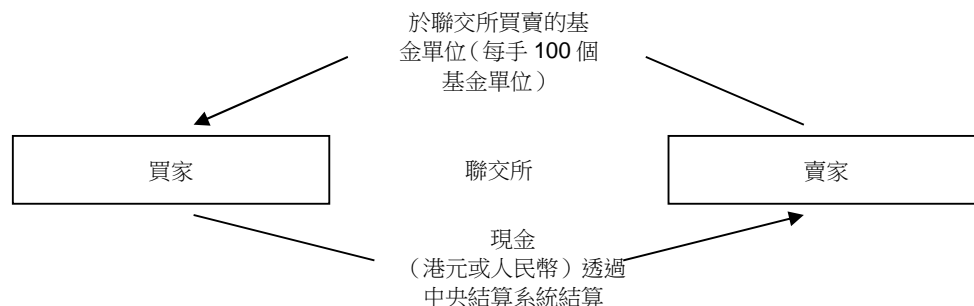 於聯交所買賣的基
金單位（每手 100 個
基金單位）
買家
聯交所
賣家
現金
（港元或人民幣）透過
中央結算系統結算